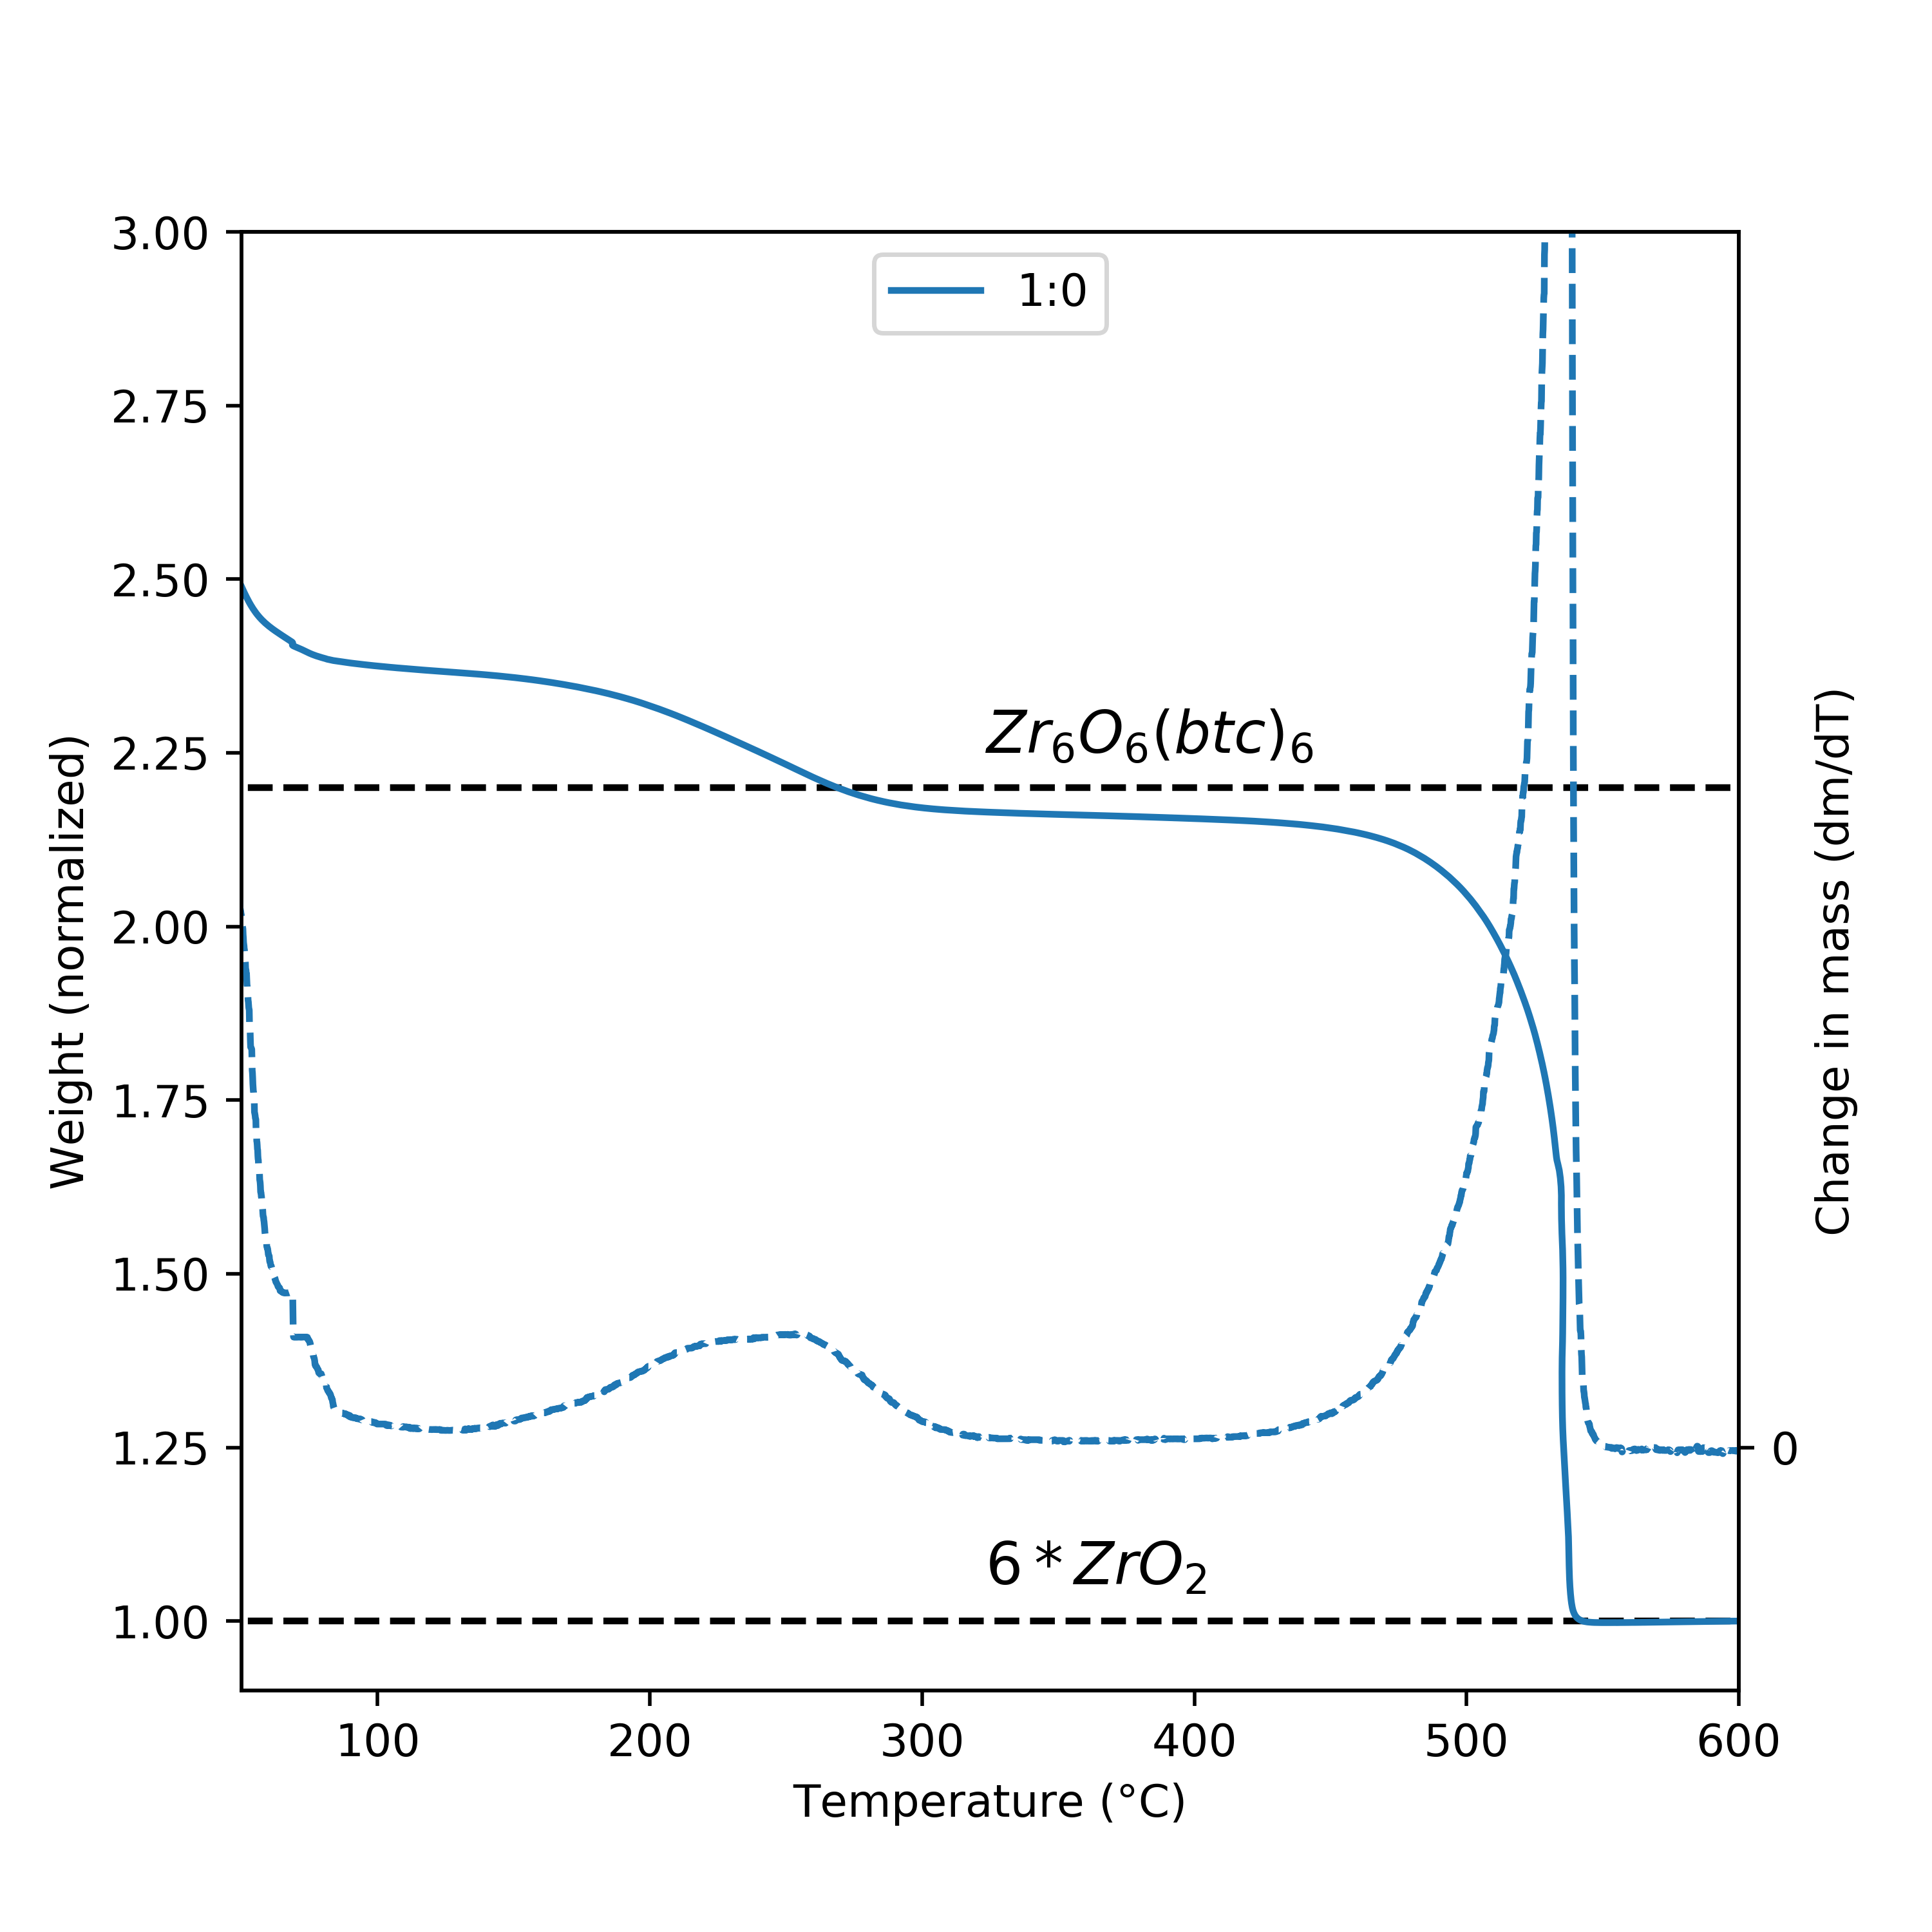 3.00
1:0
2.75
2.50
Zr₆O₆(btc)₆
2.25
2.00
Weight (normalized)
Change in mass (dm/dT)
1.75
1.50
1.25
0
6 * ZrO₂
1.00
100 200 300 400 500 600
Temperature (°C)